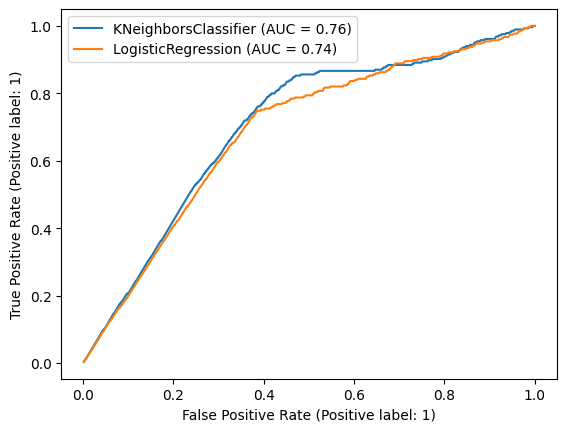 KNeighborsClassifier (AUC = 0.76)
LogisticRegression (AUC = 0.74)
True Positive Rate (Positive label: 1)
1.0
0.8
0.6
0.4
0.2
0.0
0.0 0.2 0.4 0.6 0.8 1.0
False Positive Rate (Positive label: 1)